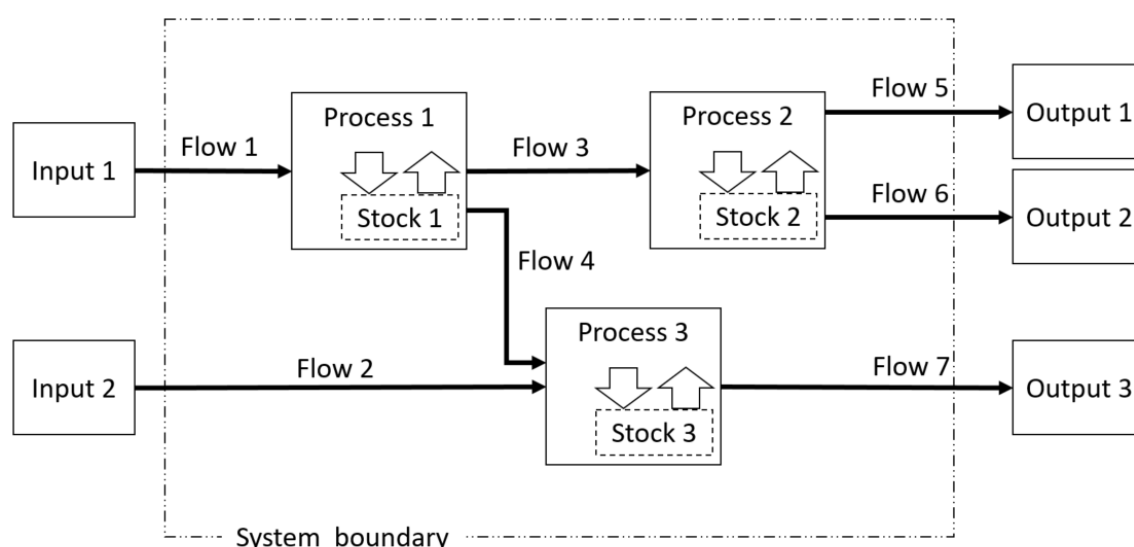 Input 1
Flow 1
Process 1
Stock 1
Flow 3
Flow 4
Process 2
Stock 2
Flow 5
Output 1
Flow 6
Output 2
Input 2
Flow 2
Process 3
Stock 3
Flow 7
Output 3
System boundary